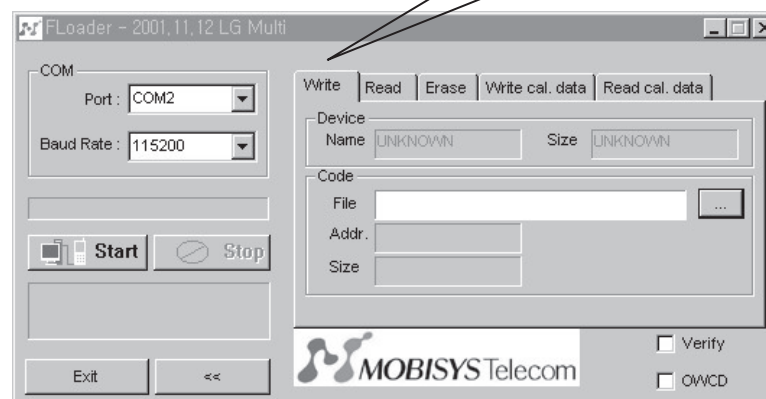 FLoader - 2001,11,12 LG Multi
COM
Port : COM2
Baud Rate : 115200
Start Stop
Exit <<
Write Read Erase Write cal. data Read cal. data
Device
Name UNKNOWN Size UNKNOWN
Code
File ...
Addr.
Size
MOBISYS Telecom
Verify
OWCD